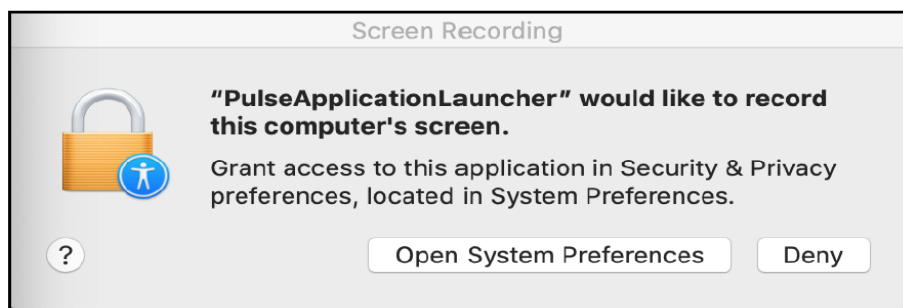 Screen Recording
“PulseApplicationLauncher” would like to record
this computer's screen.
Grant access to this application in Security & Privacy
preferences, located in System Preferences.
?
Open System Preferences
Deny